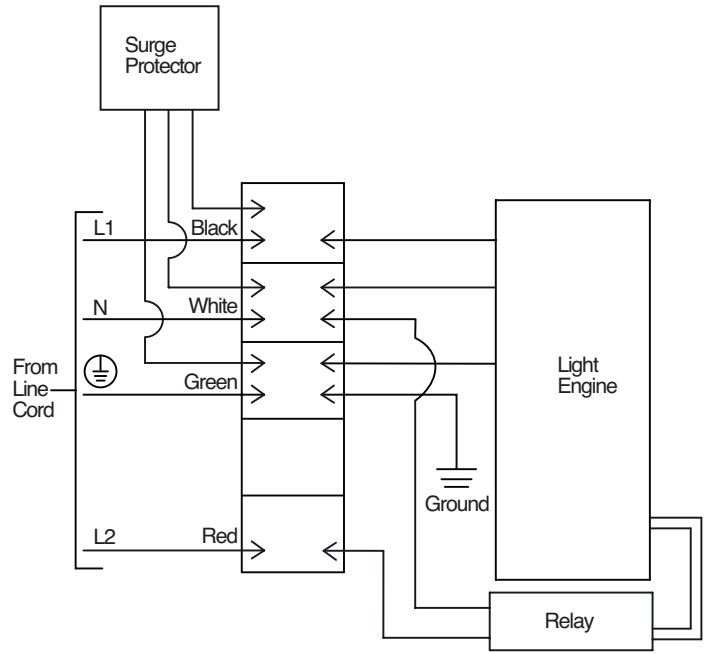 Surge
Protector
L1
Black
N
White
From
Line
Cord
Green
Light
Engine
Ground
L2
Red
Relay